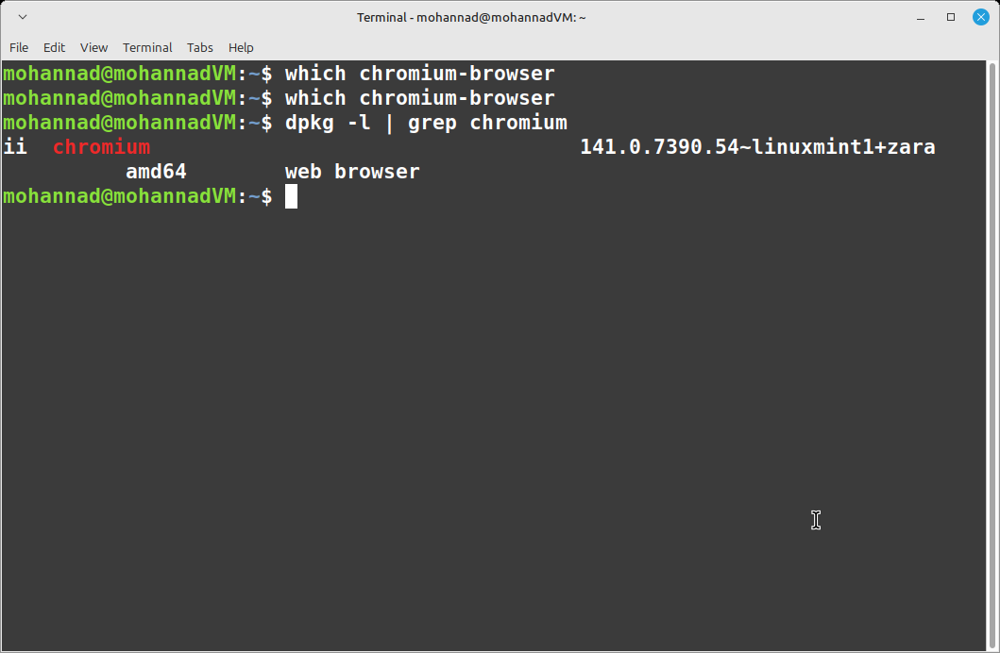 Terminal - mohannad@mohannadVM: ~
File Edit View Terminal Tabs Help
mohannad@mohannadVM:~$ which chromium-browser
mohannad@mohannadVM:~$ which chromium-browser
mohannad@mohannadVM:~$ dpkg -l | grep chromium
ii  chromium                                   141.0.7390.54~linuxmint1+zara
          amd64        web browser
mohannad@mohannadVM:~$